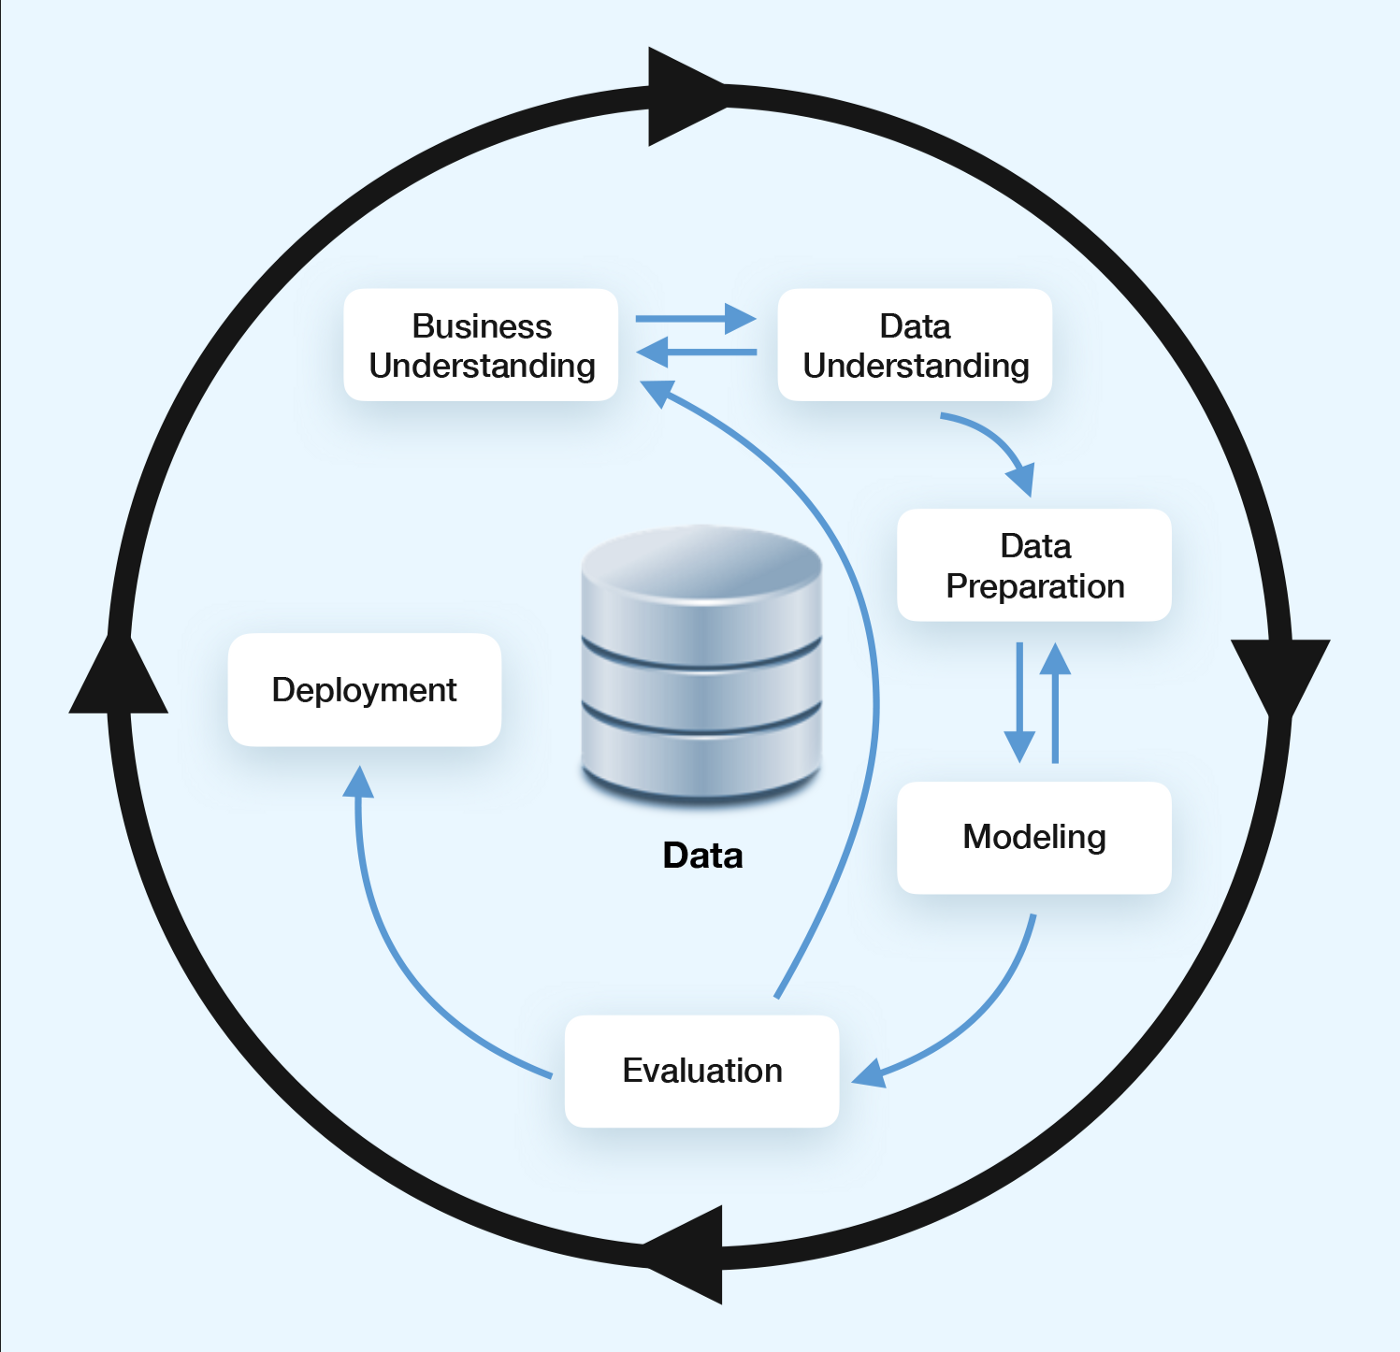 Business
Understanding
Data
Understanding
Data
Preparation
Deployment
Modeling
Data
Evaluation